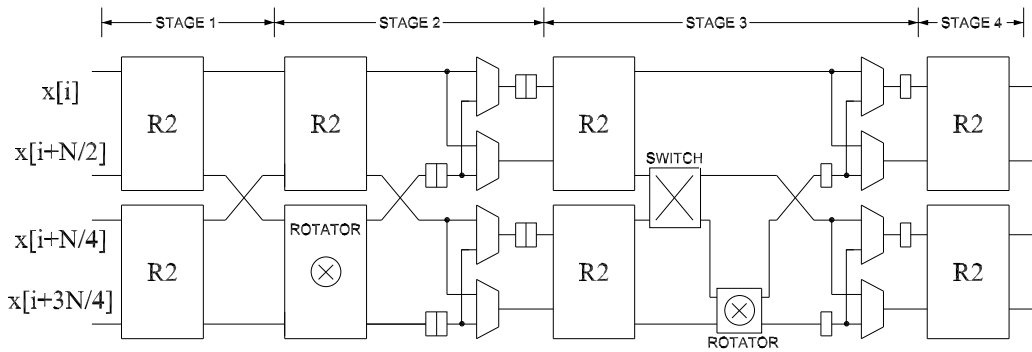 STAGE 1 STAGE 2 STAGE 3 STAGE 4
x[i]
R2 R2 R2 R2
x[i+N/2]
SWITCH
x[i+N/4]
ROTATOR
R2 R2 R2
x[i+3N/4]
ROTATOR